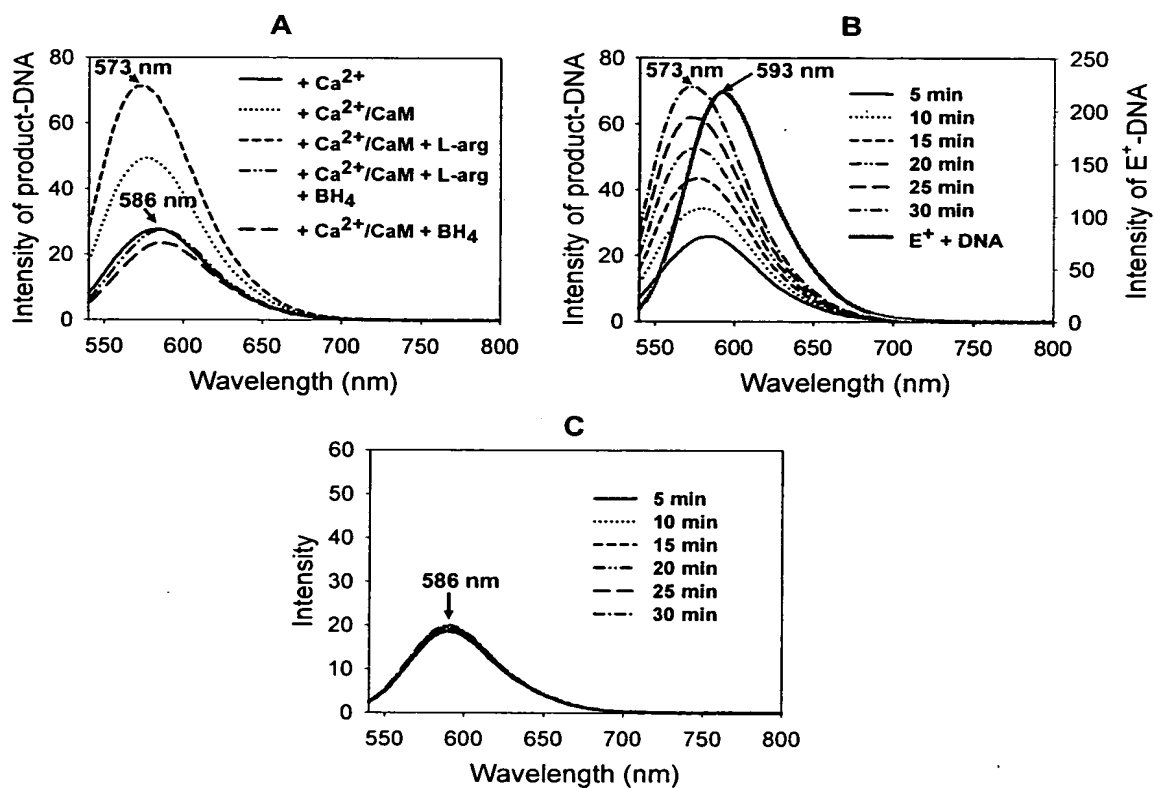 A
Intensity of product-DNA
80
60
40
20
0
573 nm
586 nm
+ Ca²⁺
+ Ca²⁺/CaM
+ Ca²⁺/CaM + L-arg
+ Ca²⁺/CaM + L-arg
+ BH₄
+ Ca²⁺/CaM + BH₄
550 600 650 700 750 800
Wavelength (nm)
B
Intensity of product-DNA
80
60
40
20
0
573 nm
593 nm
5 min
10 min
15 min
20 min
25 min
30 min
E⁺ + DNA
250
200
150
100
50
0
Intensity of E⁺-DNA
550 600 650 700 750 800
Wavelength (nm)
C
Intensity
60
50
40
30
20
10
0
586 nm
5 min
10 min
15 min
20 min
25 min
30 min
550 600 650 700 750 800
Wavelength (nm)